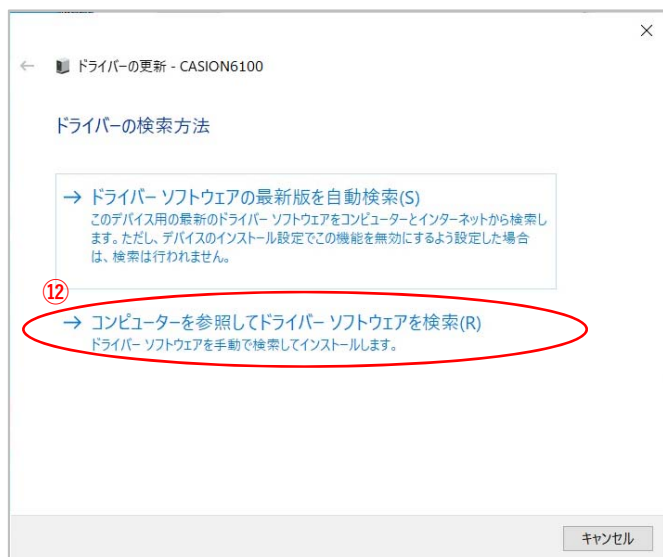 ドライバーの更新 - CASION6100
ドライバーの検索方法
→ ドライバー ソフトウェアの最新版を自動検索(S)
このデバイス用の最新のドライバー ソフトウェアをコンピューターとインターネットから検索し
ます。ただし、デバイスのインストール設定でこの機能を無効にするよう設定した場合
は、検索は行われません。
⑫
→ コンピューターを参照してドライバー ソフトウェアを検索(R)
ドライバー ソフトウェアを手動で検索してインストールします。
キャンセル